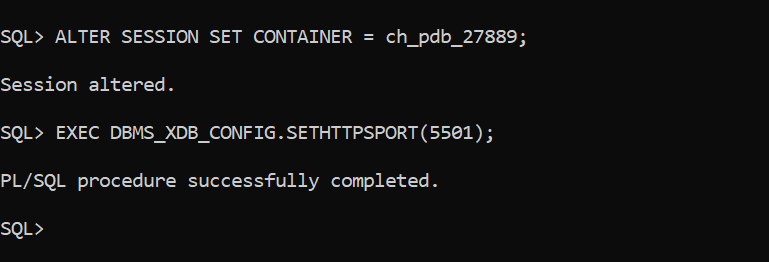 SQL> ALTER SESSION SET CONTAINER = ch_pdb_27889;
Session altered.
SQL> EXEC DBMS_XDB_CONFIG.SETHTTPSPORT(5501);
PL/SQL procedure successfully completed.
SQL>